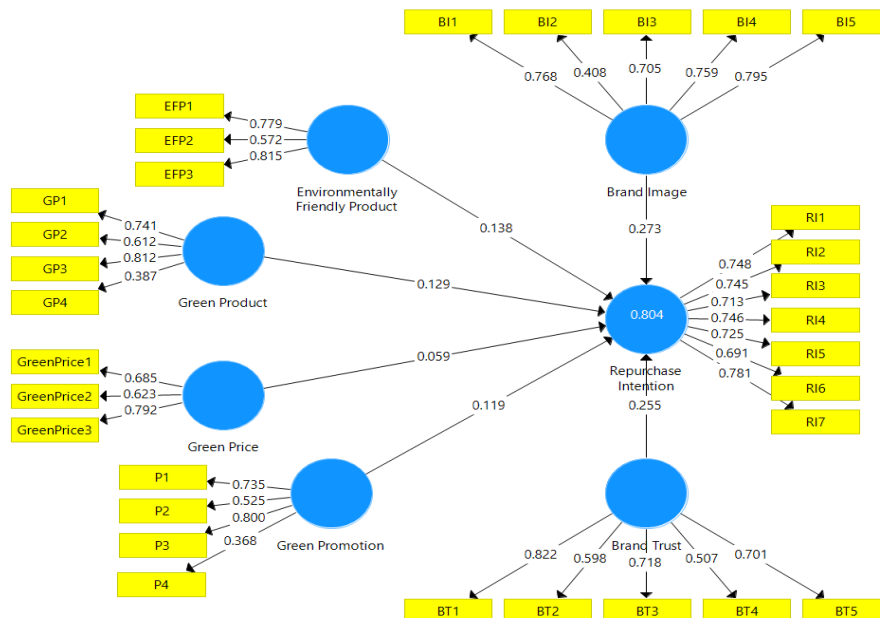 BI1 BI2 BI3 BI4 BI5
0.768 0.408 0.705 0.759 0.795
Brand Image
0.273
EFP1
EFP2
EFP3
0.779
0.572
0.815
Environmentally
Friendly Product
0.138
GP1
GP2
GP3
GP4
0.741
0.612
0.812
0.387
Green Product
0.129
GreenPrice1
GreenPrice2
GreenPrice3
0.685
0.623
0.792
Green Price
0.059
P1
P2
P3
P4
0.735
0.525
0.800
0.368
Green Promotion
0.119
0.804
Repurchase
Intention
0.748
0.745
0.713
0.746
0.725
0.691
0.781
RI1
RI2
RI3
RI4
RI5
RI6
RI7
0.255
Brand Trust
0.822 0.598 0.718 0.507 0.701
BT1 BT2 BT3 BT4 BT5